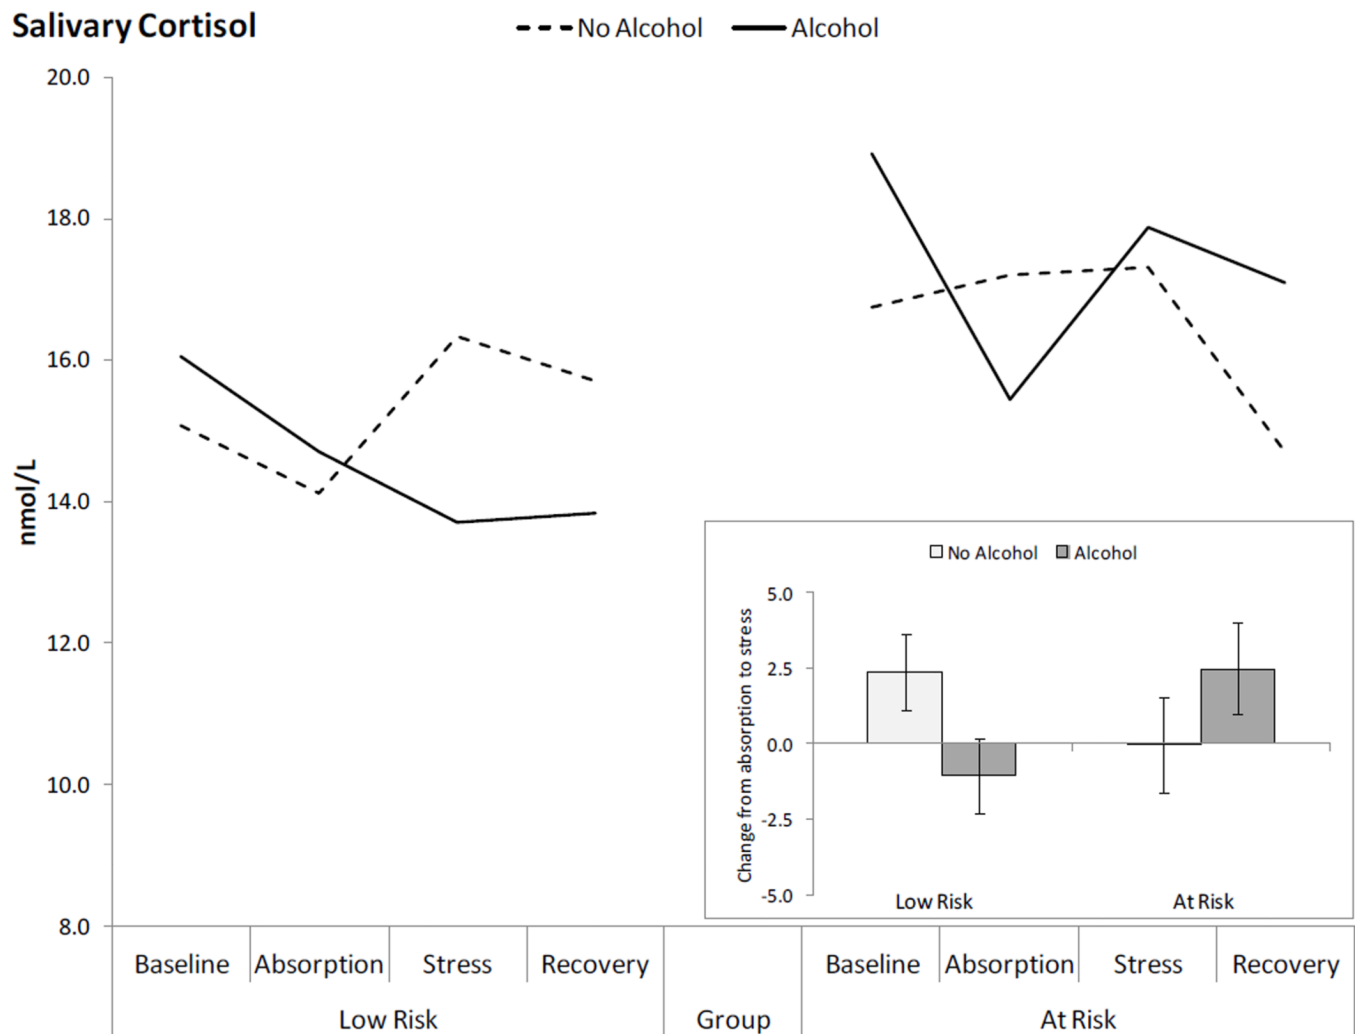 Salivary Cortisol
No Alcohol Alcohol
20.0
18.0
16.0
14.0
12.0
10.0
8.0
nmol/L
No Alcohol Alcohol
Change from absorption to stress
5.0
2.5
0.0
-2.5
-5.0
Low Risk At Risk
Baseline Absorption Stress Recovery Baseline Absorption Stress Recovery
Low Risk Group At Risk